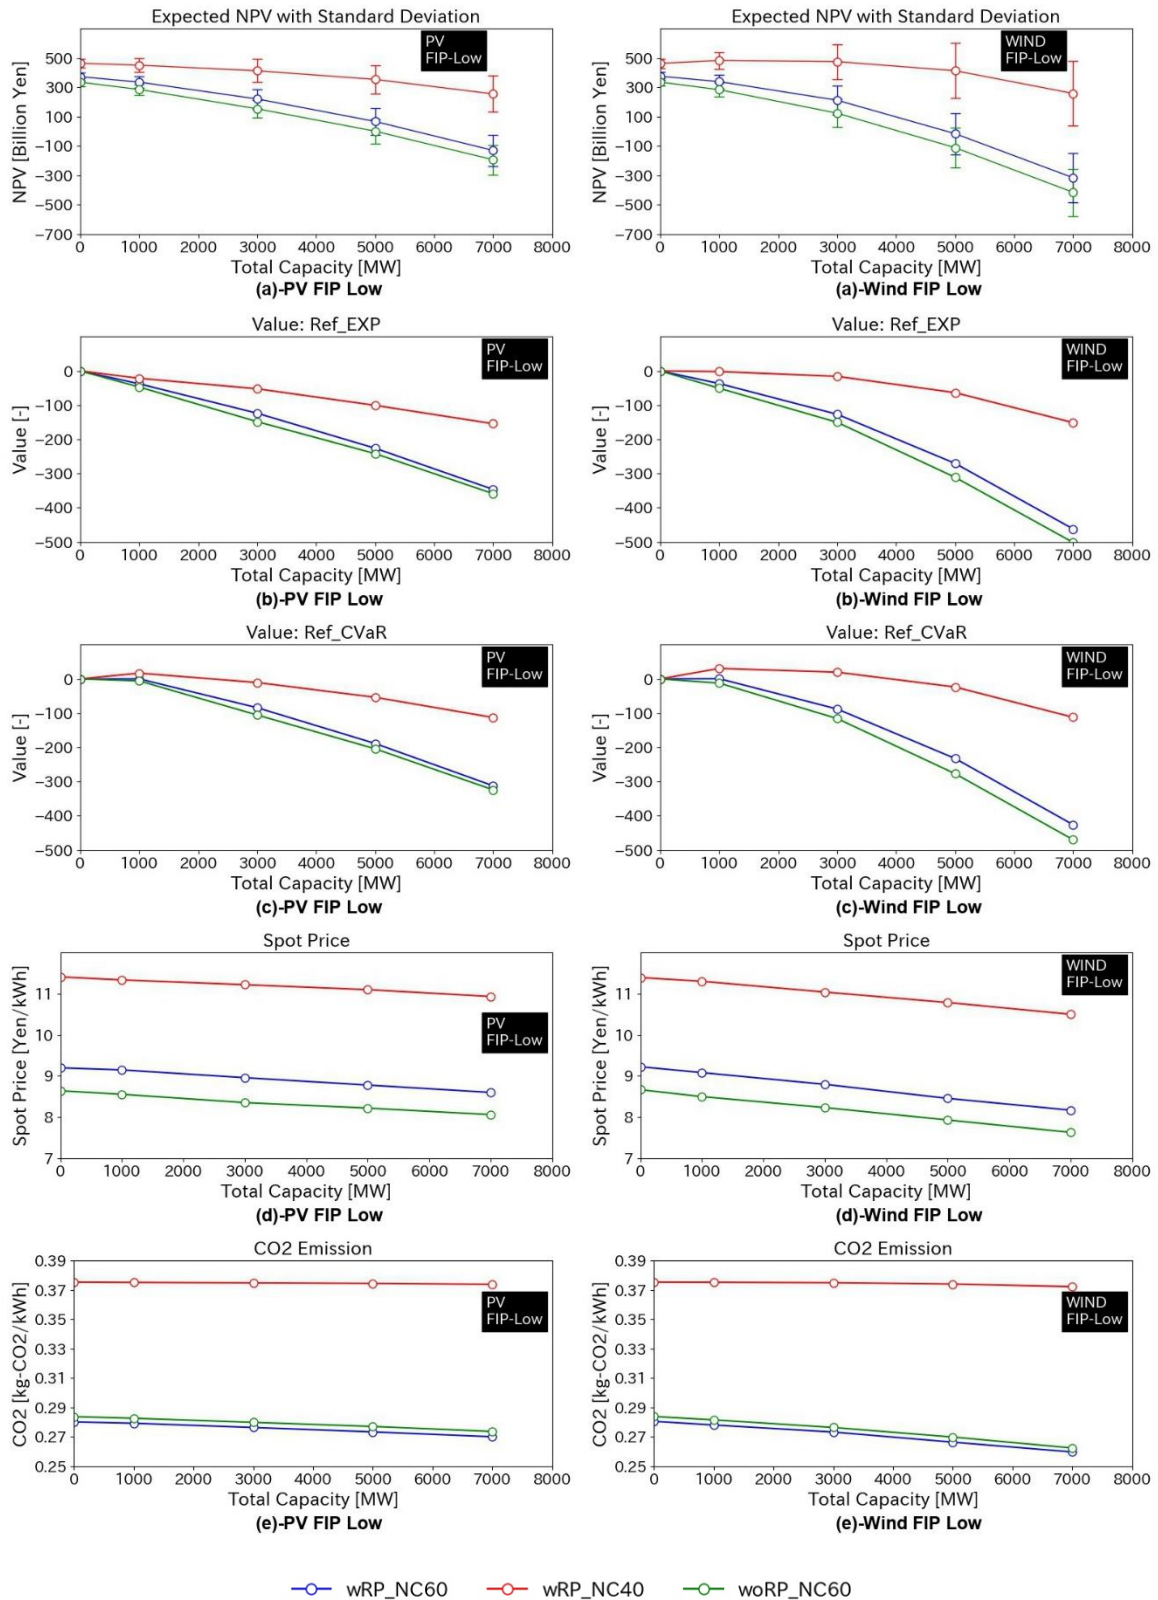 Expected NPV with Standard Deviation
PV
FIP-Low
NPV [Billion Yen]
500
300
100
−100
−300
−500
−700
0 1000 2000 3000 4000 5000 6000 7000 8000
Total Capacity [MW]
(a)-PV FIP Low
Expected NPV with Standard Deviation
WIND
FIP-Low
NPV [Billion Yen]
500
300
100
−100
−300
−500
−700
0 1000 2000 3000 4000 5000 6000 7000 8000
Total Capacity [MW]
(a)-Wind FIP Low
Value: Ref_EXP
PV
FIP-Low
Value [-]
0
−100
−200
−300
−400
−500
0 1000 2000 3000 4000 5000 6000 7000 8000
Total Capacity [MW]
(b)-PV FIP Low
Value: Ref_EXP
WIND
FIP-Low
Value [-]
0
−100
−200
−300
−400
−500
0 1000 2000 3000 4000 5000 6000 7000 8000
Total Capacity [MW]
(b)-Wind FIP Low
Value: Ref_CVaR
PV
FIP-Low
Value [-]
0
−100
−200
−300
−400
−500
0 1000 2000 3000 4000 5000 6000 7000 8000
Total Capacity [MW]
(c)-PV FIP Low
Value: Ref_CVaR
WIND
FIP-Low
Value [-]
0
−100
−200
−300
−400
−500
0 1000 2000 3000 4000 5000 6000 7000 8000
Total Capacity [MW]
(c)-Wind FIP Low
Spot Price
PV
FIP-Low
Spot Price [Yen/kWh]
11
10
9
8
7
0 1000 2000 3000 4000 5000 6000 7000 8000
Total Capacity [MW]
(d)-PV FIP Low
Spot Price
WIND
FIP-Low
Spot Price [Yen/kWh]
11
10
9
8
7
0 1000 2000 3000 4000 5000 6000 7000 8000
Total Capacity [MW]
(d)-Wind FIP Low
CO2 Emission
PV
FIP-Low
CO2 [kg-CO2/kWh]
0.39
0.37
0.35
0.33
0.31
0.29
0.27
0.25
0 1000 2000 3000 4000 5000 6000 7000 8000
Total Capacity [MW]
(e)-PV FIP Low
CO2 Emission
WIND
FIP-Low
CO2 [kg-CO2/kWh]
0.39
0.37
0.35
0.33
0.31
0.29
0.27
0.25
0 1000 2000 3000 4000 5000 6000 7000 8000
Total Capacity [MW]
(e)-Wind FIP Low
wRP_NC60 wRP_NC40 woRP_NC60